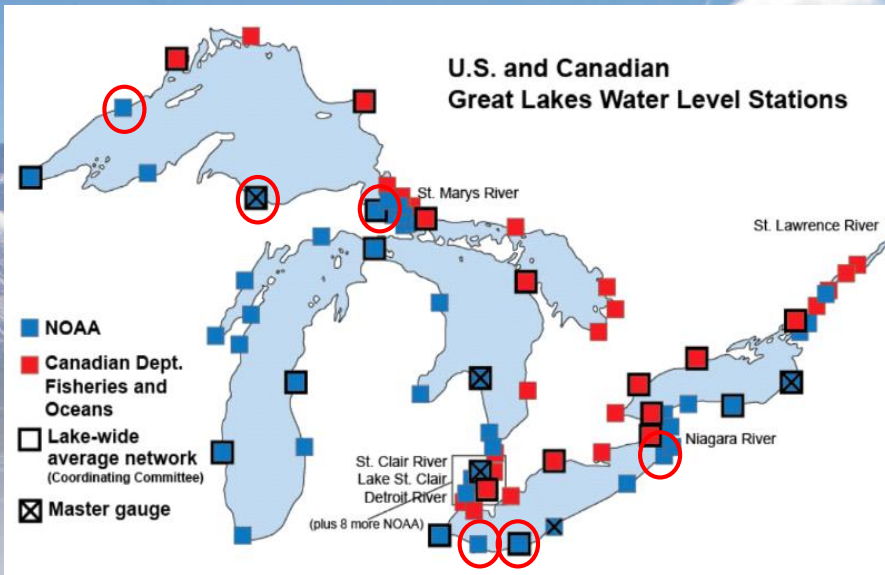 U.S. and Canadian
Great Lakes Water Level Stations
St. Marys River
St. Lawrence River
NOAA
Canadian Dept.
Fisheries and
Oceans
Lake-wide
average network
(Coordinating Committee)
Master gauge
St. Clair River
Lake St. Clair
Detroit River
(plus 8 more NOAA)
Niagara River